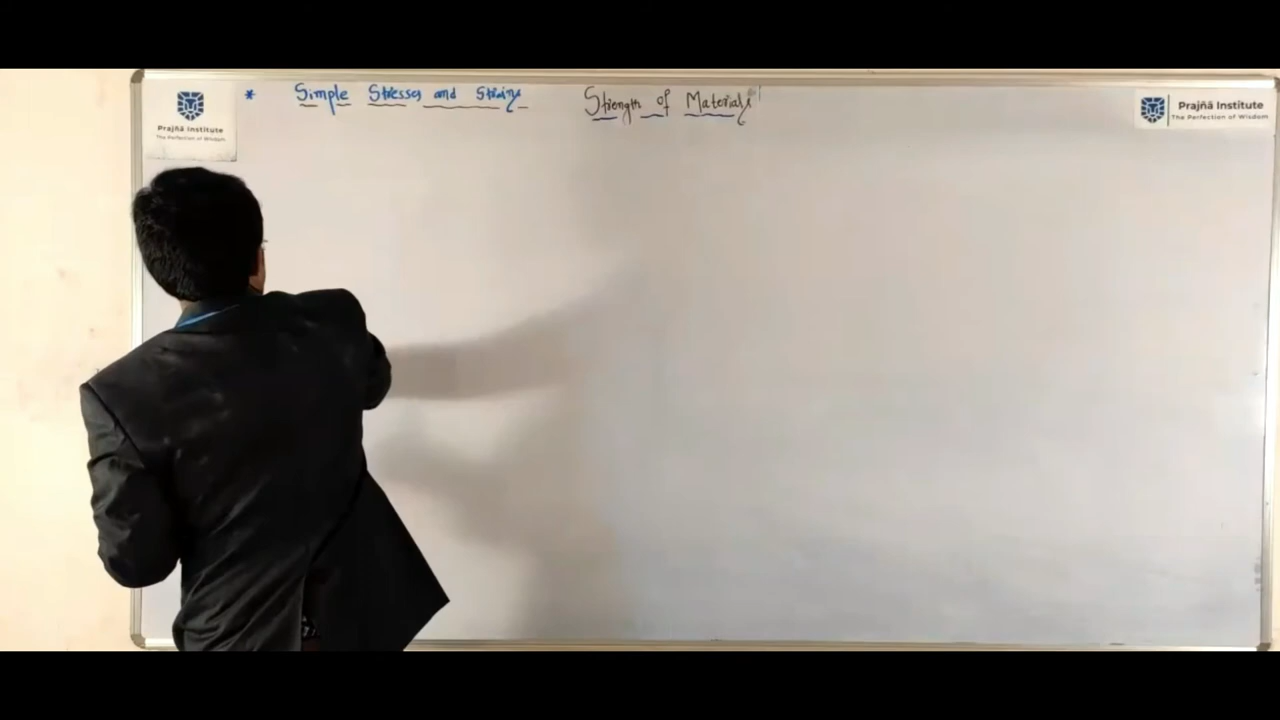 * Simple Stresses and Strains
Strength of Materials
Prajñā Institute
The Perfection of Wisdom
Prajñā Institute
The Perfection of Wisdom